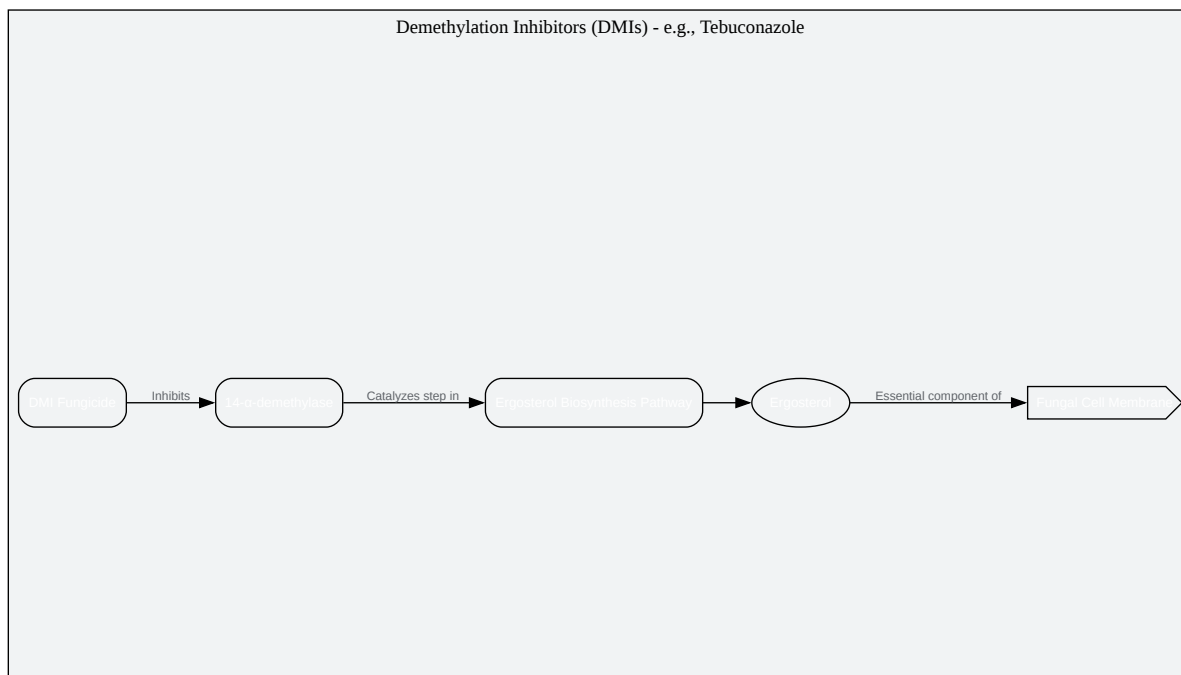 Demethylation Inhibitors (DMIs) - e.g., Tebuconazole
DMI Fungicide
Inhibits
14-α-demethylase
Catalyzes step in
Ergosterol Biosynthesis Pathway
Ergosterol
Essential component of
Fungal Cell Membrane